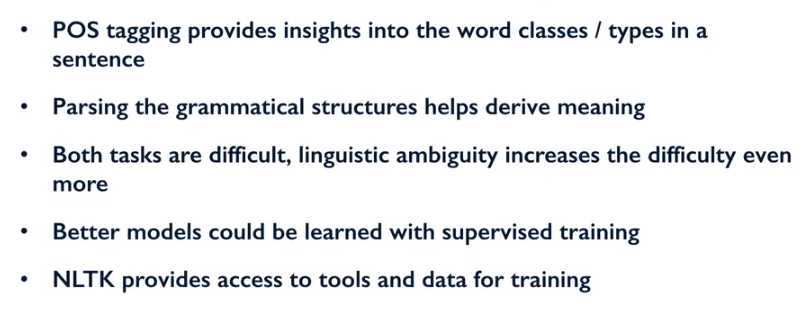 • POS tagging provides insights into the word classes / types in a
sentence
• Parsing the grammatical structures helps derive meaning
• Both tasks are difficult, linguistic ambiguity increases the difficulty even
more
• Better models could be learned with supervised training
• NLTK provides access to tools and data for training